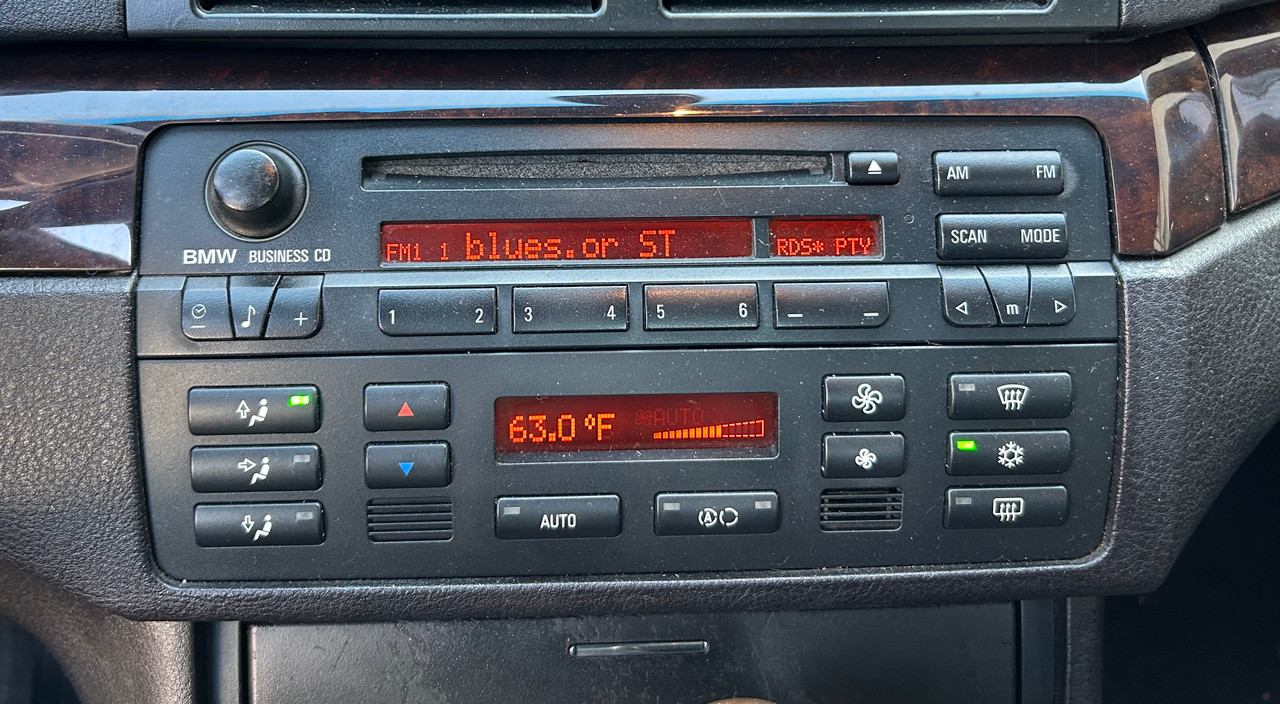 AM FM
FM1 1 blues.or ST RDS* PTY
SCAN MODE
BMW BUSINESS CD
1 2 3 4 5 6 m
63.0 °F AUTO
AUTO A